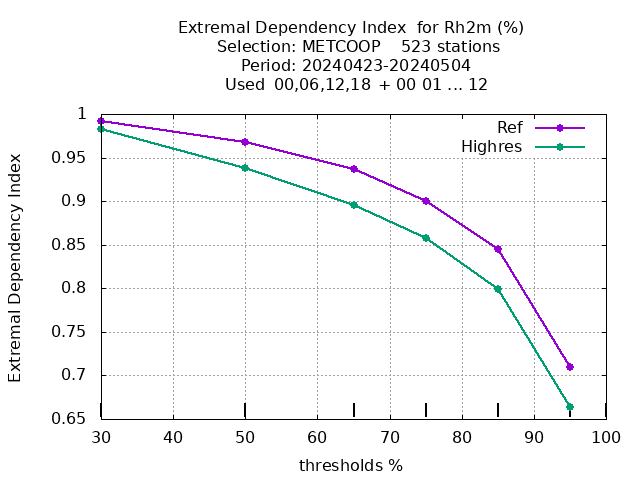 Extremal Dependency Index  for Rh2m (%)
Selection: METCOOP    523 stations
Period: 20240423-20240504
Used  00,06,12,18 + 00 01 ... 12
Ref
Highres
Extremal Dependency Index
1
0.95
0.9
0.85
0.8
0.75
0.7
0.65
30 40 50 60 70 80 90 100
thresholds %